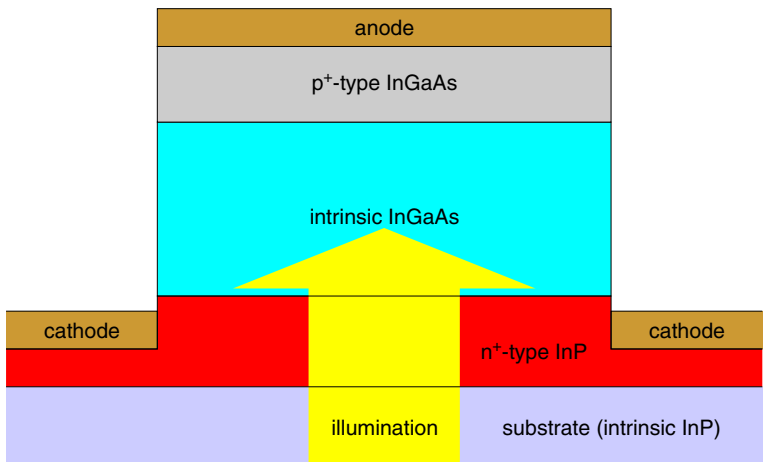 anode
p⁺-type InGaAs
intrinsic InGaAs
cathode
cathode
n⁺-type InP
illumination
substrate (intrinsic InP)